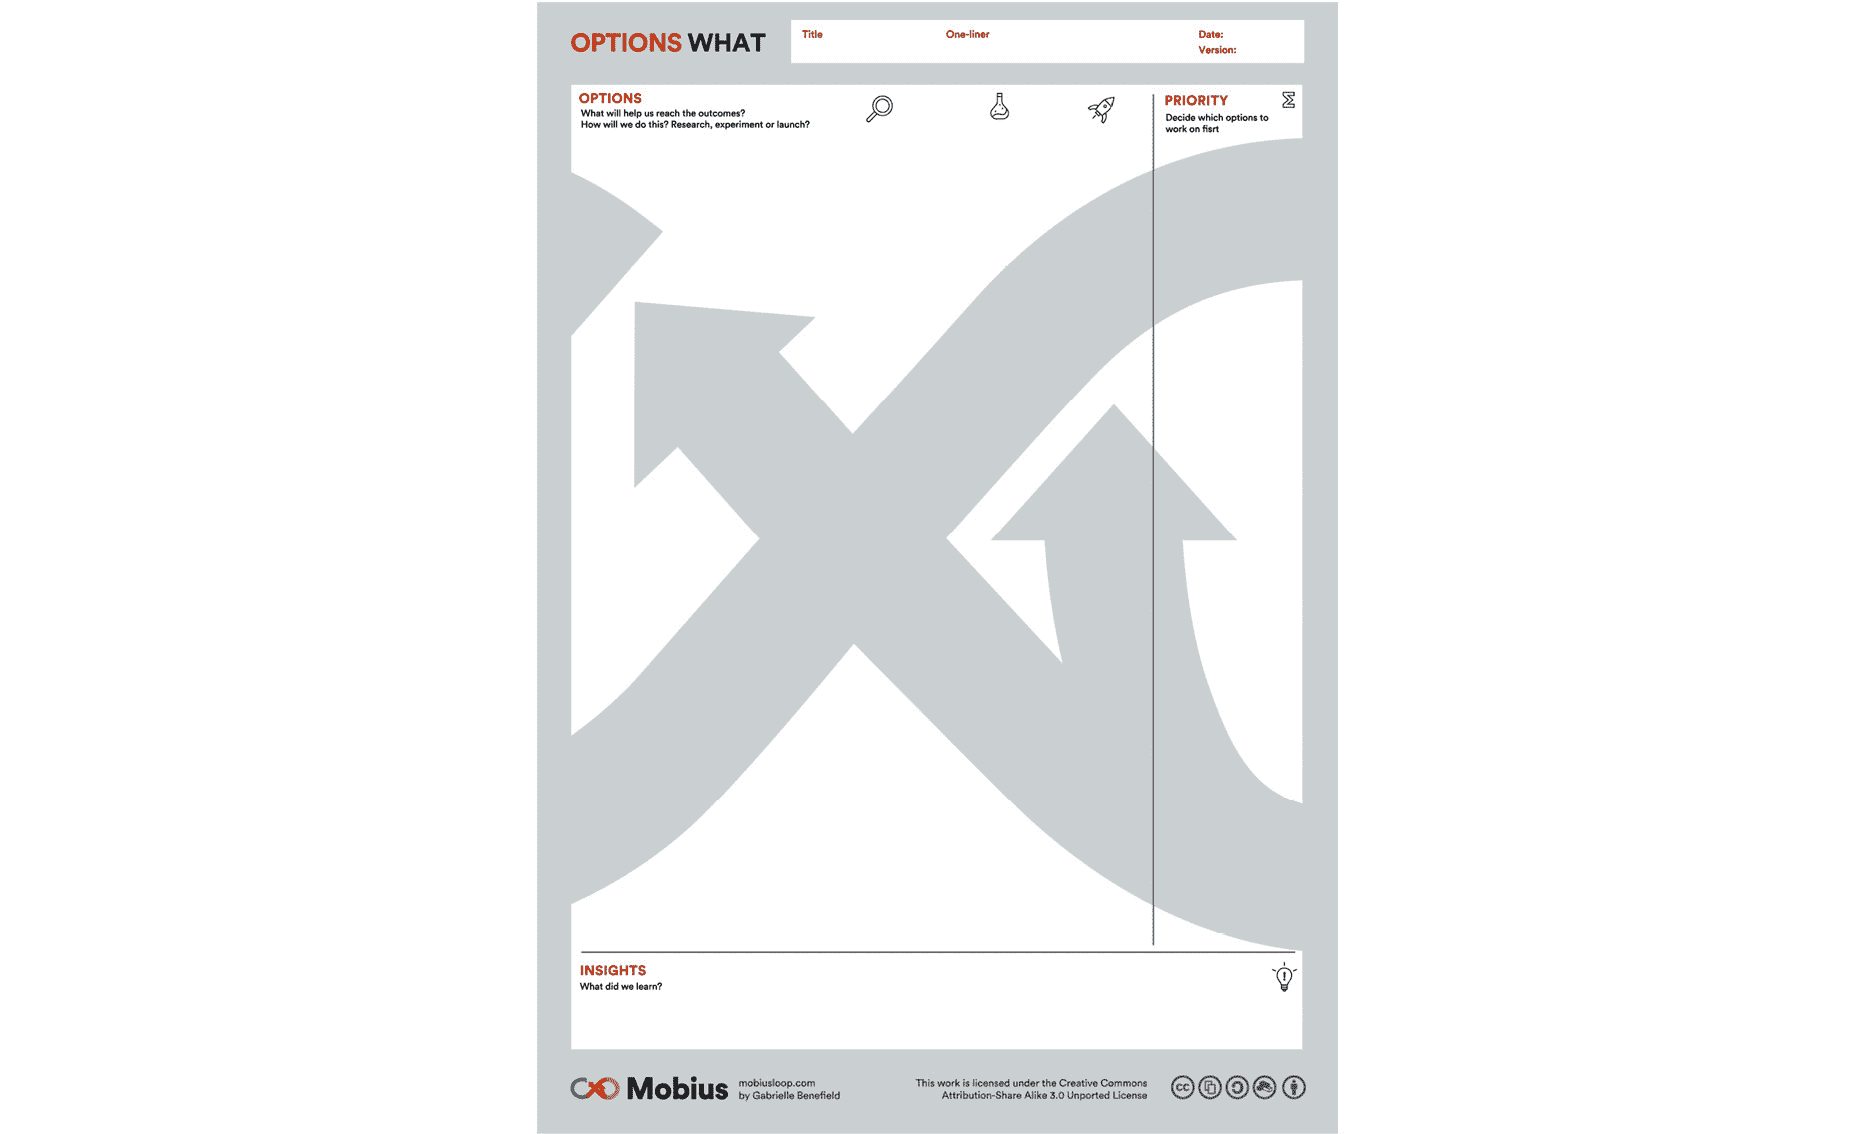 OPTIONS WHAT
Title
One-liner
Date:
Version:
OPTIONS
What will help us reach the outcomes?
How will we do this? Research, experiment or launch?
PRIORITY
Decide which options to
work on fisrt
INSIGHTS
What did we learn?
Mobius
mobiusloop.com
by Gabrielle Benefield
This work is licensed under the Creative Commons
Attribution-Share Alike 3.0 Unported License
cc